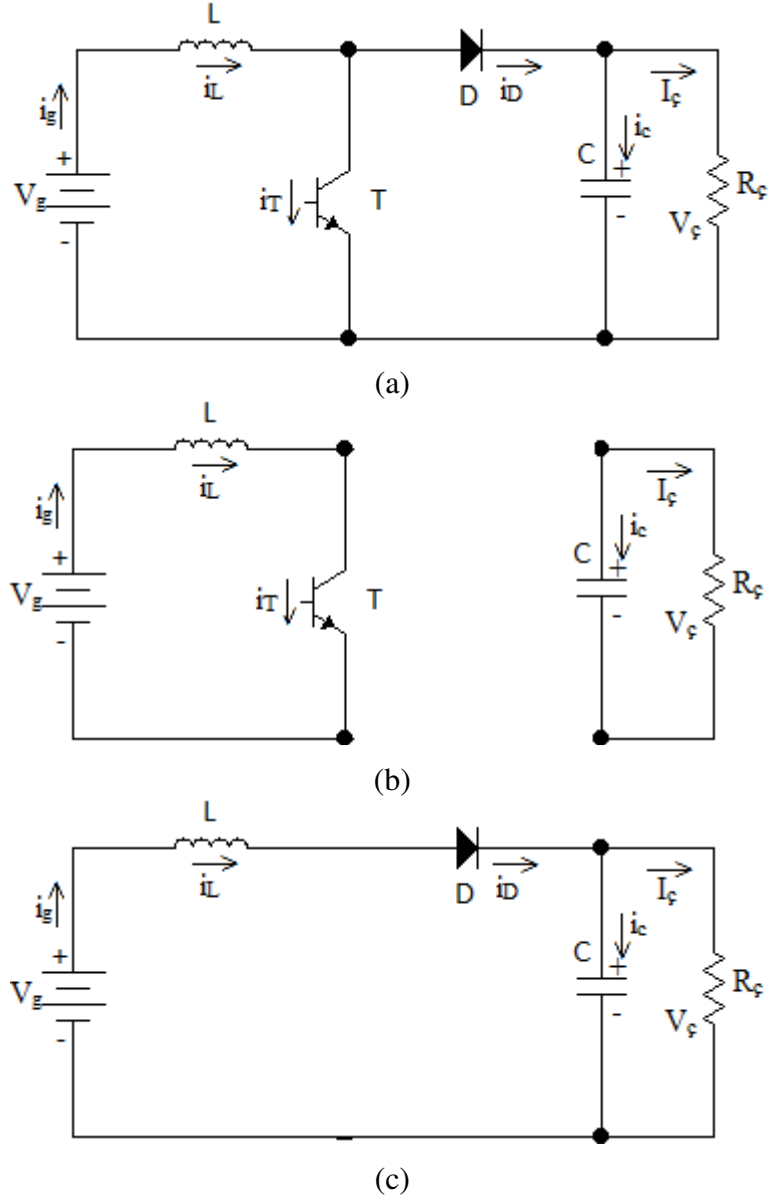 L
iL
D
iD
Iç
ig
+
Vg
-
iT
T
C
ic
+
-
Rç
Vç
(a)
L
iL
Iç
ig
+
Vg
-
iT
T
C
ic
+
-
Rç
Vç
(b)
L
iL
D
iD
Iç
ig
+
Vg
-
C
ic
+
-
Rç
Vç
(c)